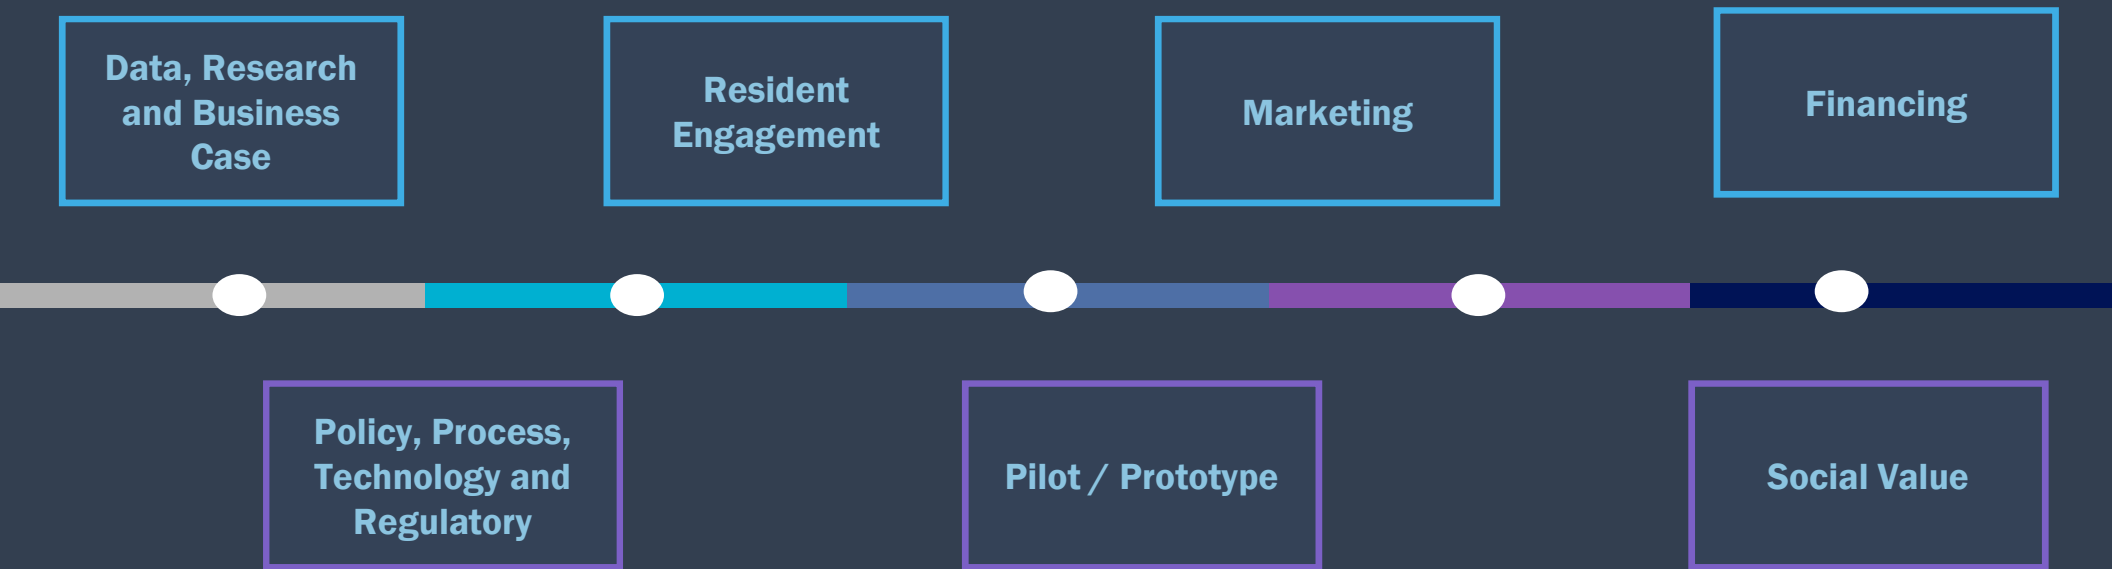 Data, Research
and Business
Case
Resident
Engagement
Marketing
Financing
Policy, Process,
Technology and
Regulatory
Pilot / Prototype
Social Value